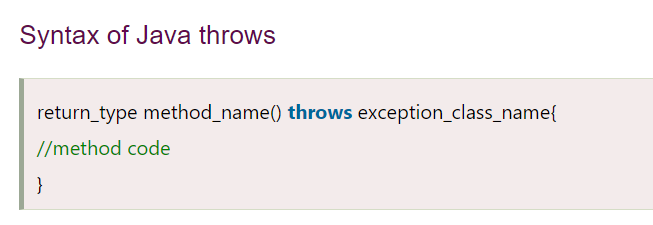 Syntax of Java throws
return_type method_name() throws exception_class_name{
//method code
}